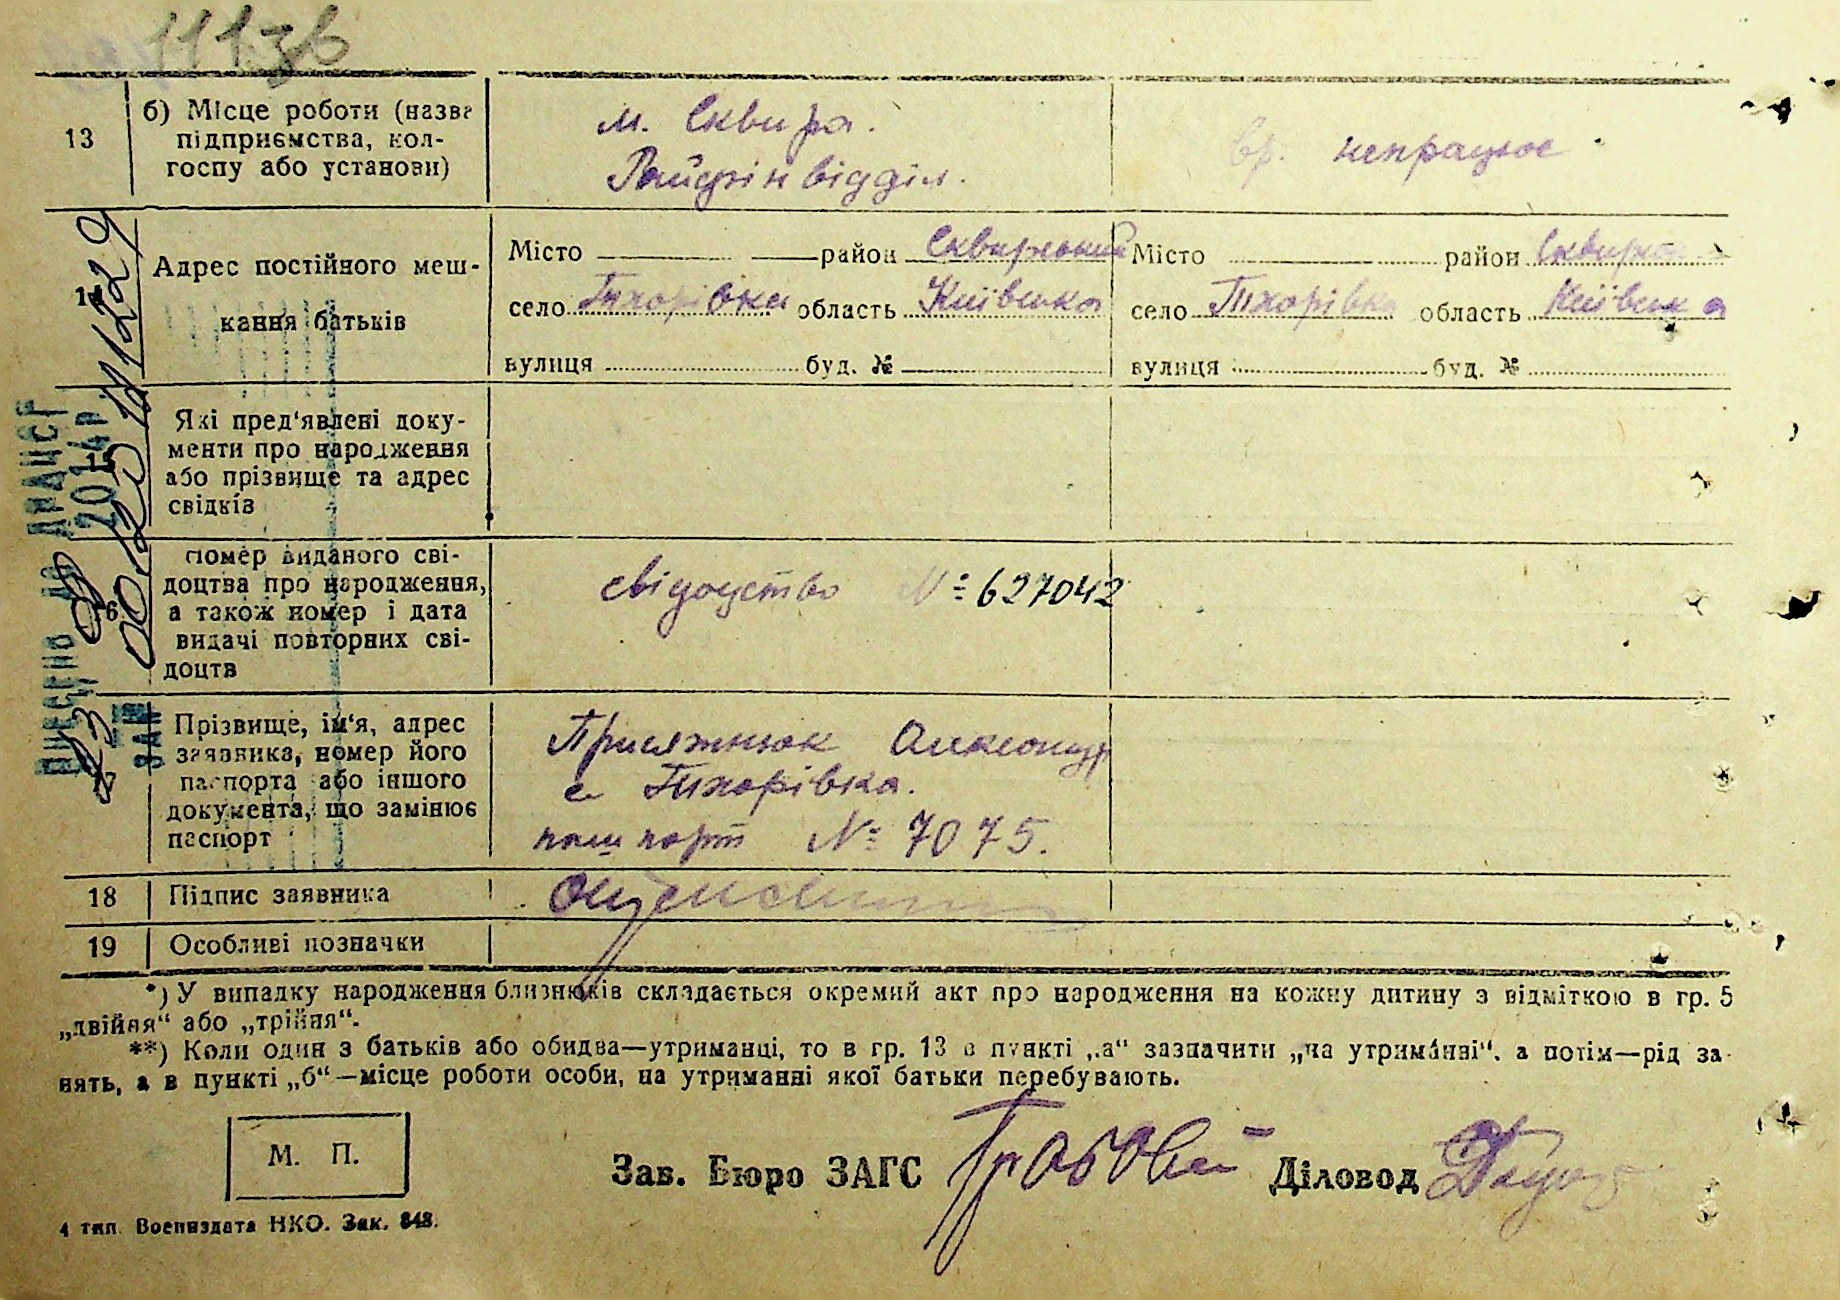 13
б) Місце роботи (назва
підприємства, кол-
госпу або установи)
м. Сквира.
Райфінвідділ.
вр. непрацює
Адрес постійного меш-
кання батьків
Місто район Сквирський
село Тхорівка область Київська
вулиця буд. №
Місто район
село Тхорівка область Київська
вулиця буд. №
Які пред'явлені доку-
менти про народження
або прізвище та адрес
свідків
Номер виданого сві-
доцтва про народження,
а також номер і дата
видачі повторних сві-
доцтв
свідоцтво № 627042
Прізвище, ім'я, адрес
заявника, номер його
паспорта або іншого
документа, що замінює
паспорт
Присяжнюк Олександр
с Тхорівка.
пашпорт № 7075.
18 Підпис заявника
19 Особливі позначки
*) У випадку народження близнюків складається окремий акт про народження на кожну дитину з відміткою в гр. 5
„двійня“ або „трійня“.
**) Коли один з батьків або обидва—утриманці, то в гр. 13 в пункті „а“ зазначити „на утриманні“. а потім—рід за-
нять, а в пункті „б“—місце роботи особи, на утриманні якої батьки перебувають.
М. П.
Зав. Бюро ЗАГС Діловод
4 тип. Воениздата НКО. Зак. 848.